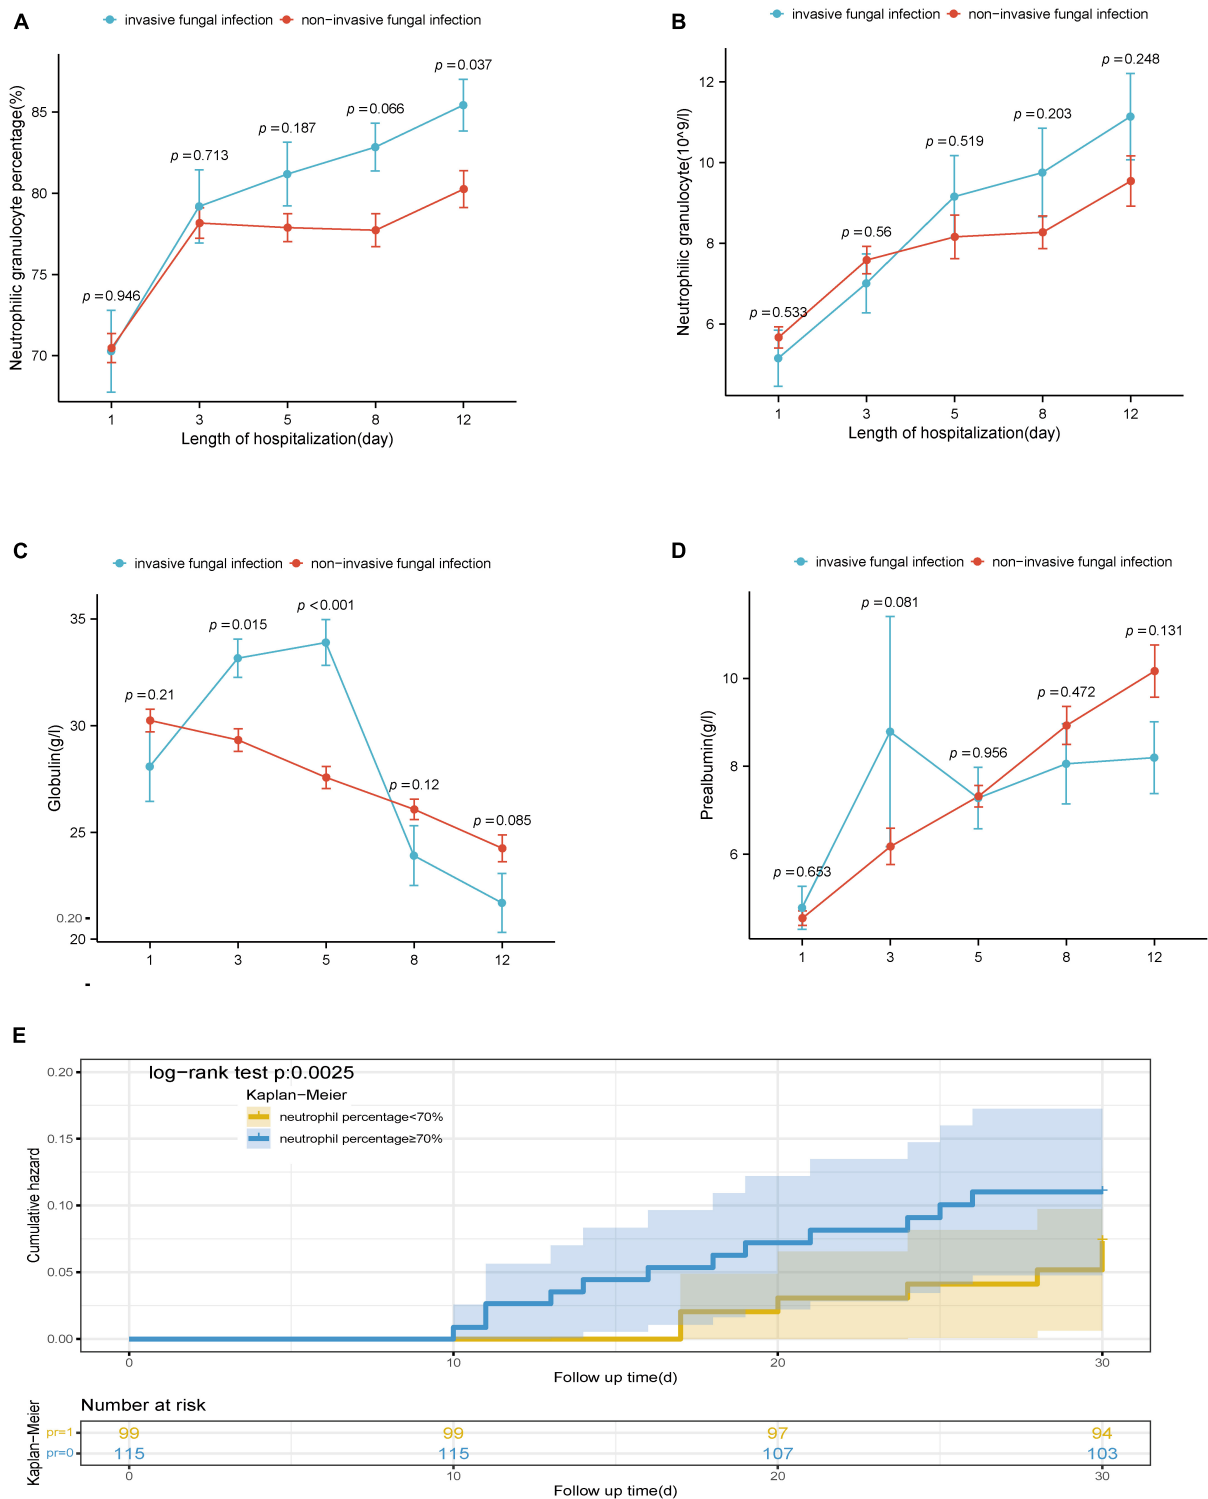 A
invasive fungal infection non−invasive fungal infection
Neutrophilic granulocyte percentage(%)
85
80
75
70
p=0.946
p=0.713
p=0.187
p=0.066
p=0.037
1 3 5 8 12
Length of hospitalization(day)
B
invasive fungal infection non−invasive fungal infection
Neutrophilic granulocyte(10^9/l)
12
10
8
6
p=0.533
p=0.56
p=0.519
p=0.203
p=0.248
1 3 5 8 12
Length of hospitalization(day)
C
invasive fungal infection non−invasive fungal infection
Globulin(g/l)
35
30
25
0.20
20
p=0.21
p=0.015
p<0.001
p=0.12
p=0.085
1 3 5 8 12
D
invasive fungal infection non−invasive fungal infection
Prealbumin(g/l)
10
8
6
p=0.653
p=0.081
p=0.956
p=0.472
p=0.131
1 3 5 8 12
E
log−rank test p:0.0025
Kaplan−Meier
neutrophil percentage<70%
neutrophil percentage≥70%
Cumulative hazard
0.20
0.15
0.10
0.05
0.00
0 10 20 30
Follow up time(d)
Number at risk
Kaplan−Meier
pr=1 99 99 97 94
pr=0 115 115 107 103
0 10 20 30
Follow up time(d)